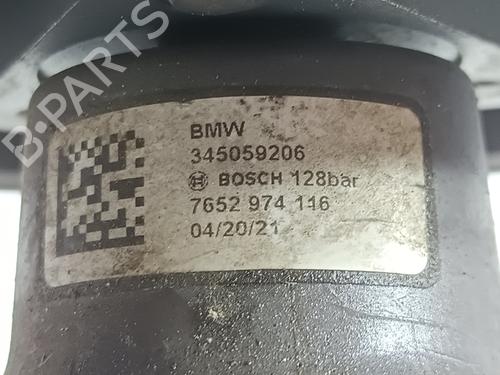 BMW
345059206
BOSCH 128bar
7652 974 116
04/20/21
B-PARTS